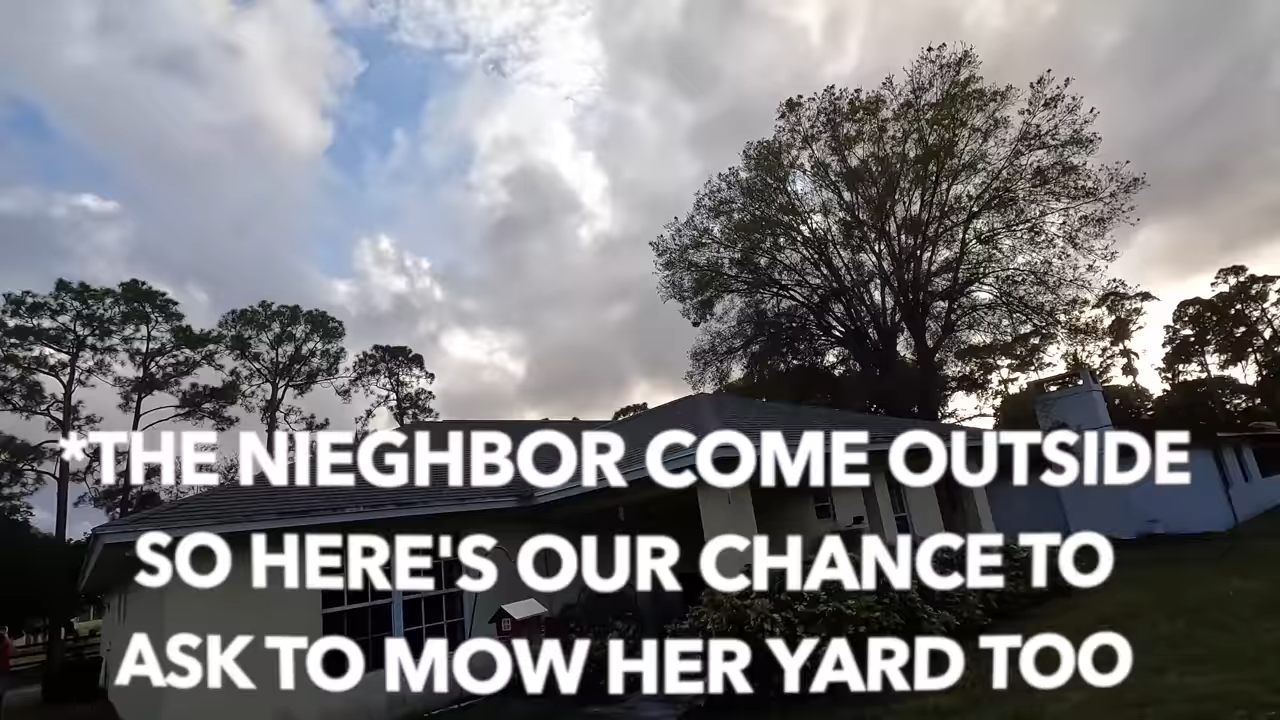 *THE NIEGHBOR COME OUTSIDE
SO HERE'S OUR CHANCE TO
ASK TO MOW HER YARD TOO